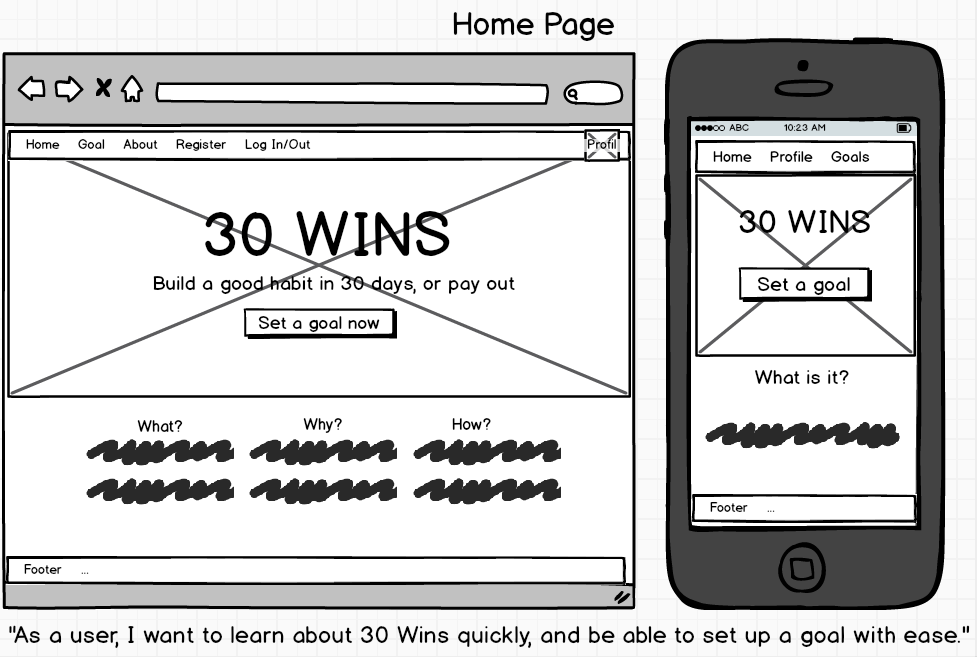 Home Page
Home Goal About Register Log In/Out Profil
30 WINS
Build a good habit in 30 days, or pay out
Set a goal now
What? Why? How?
Footer ...
ABC 10:23 AM
Home Profile Goals
30 WINS
Set a goal
What is it?
Footer ...
"As a user, I want to learn about 30 Wins quickly, and be able to set up a goal with ease."